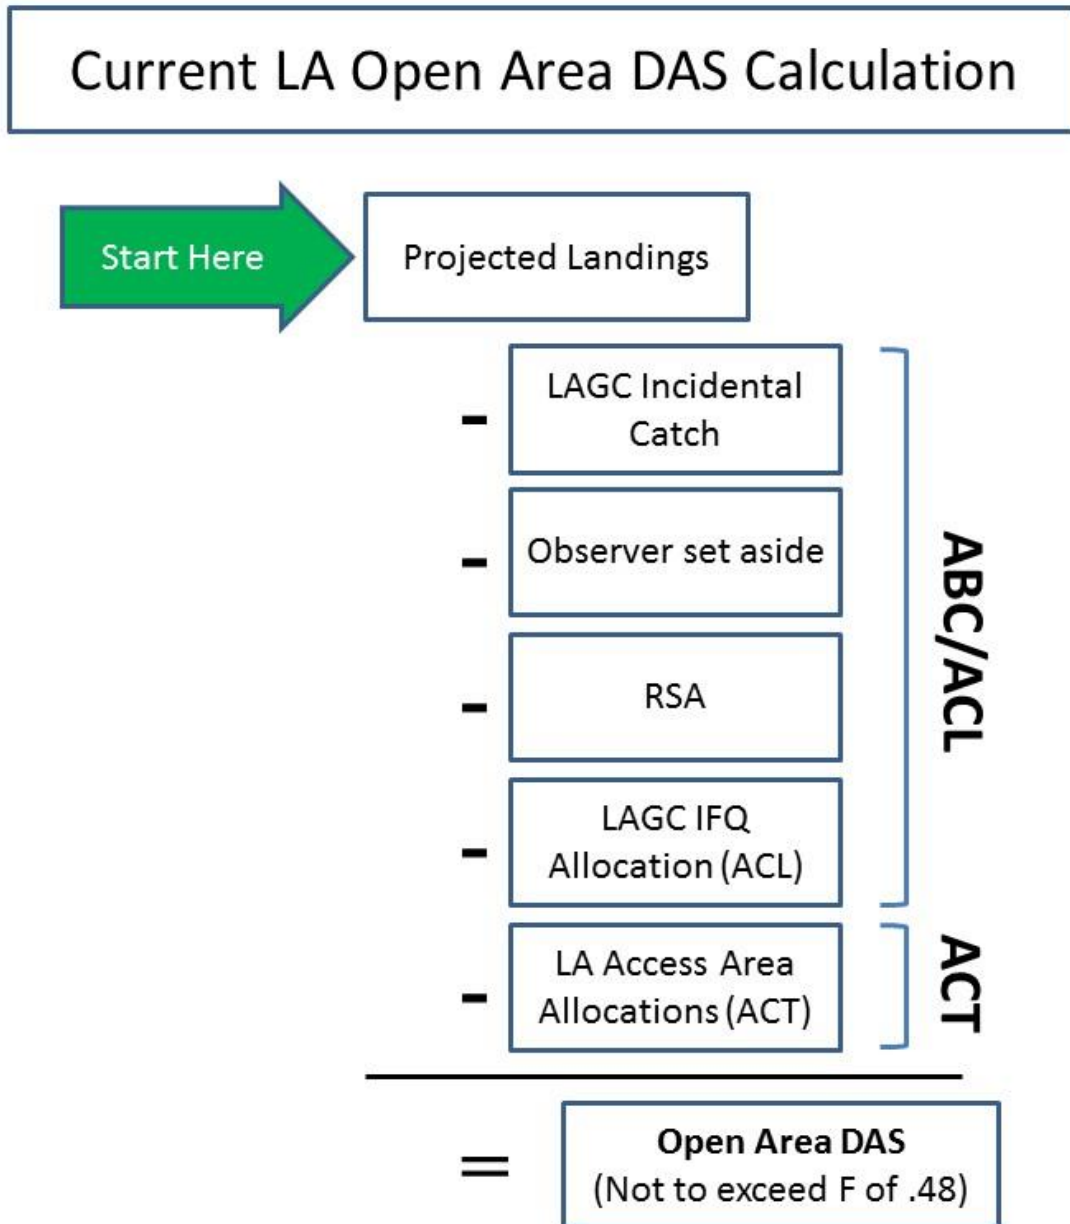 Current LA Open Area DAS Calculation
Start Here
Projected Landings
- LAGC Incidental
Catch
- Observer set aside
- RSA
- LAGC IFQ
Allocation (ACL)
ABC/ACL
- LA Access Area
Allocations (ACT)
ACT
= Open Area DAS
(Not to exceed F of .48)